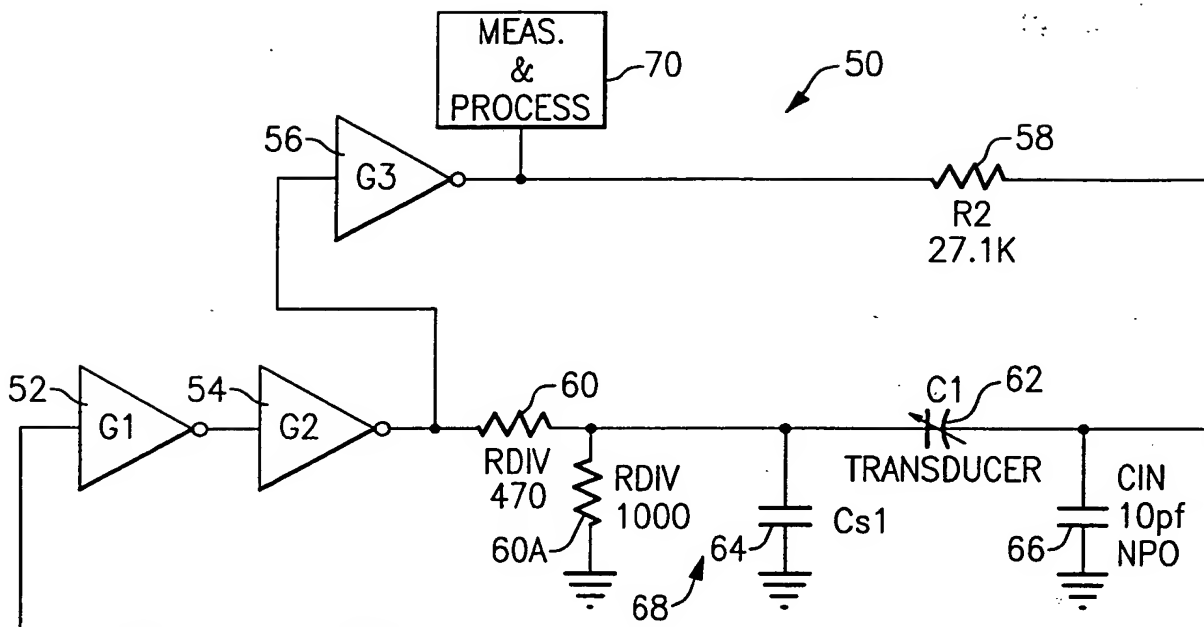 MEAS.
&
PROCESS
70
50
56
G3
58
R2
27.1K
52
G1
54
G2
60
RDIV
470
RDIV
1000
60A
64
Cs1
68
C1
62
TRANSDUCER
CIN
10pf
NPO
66